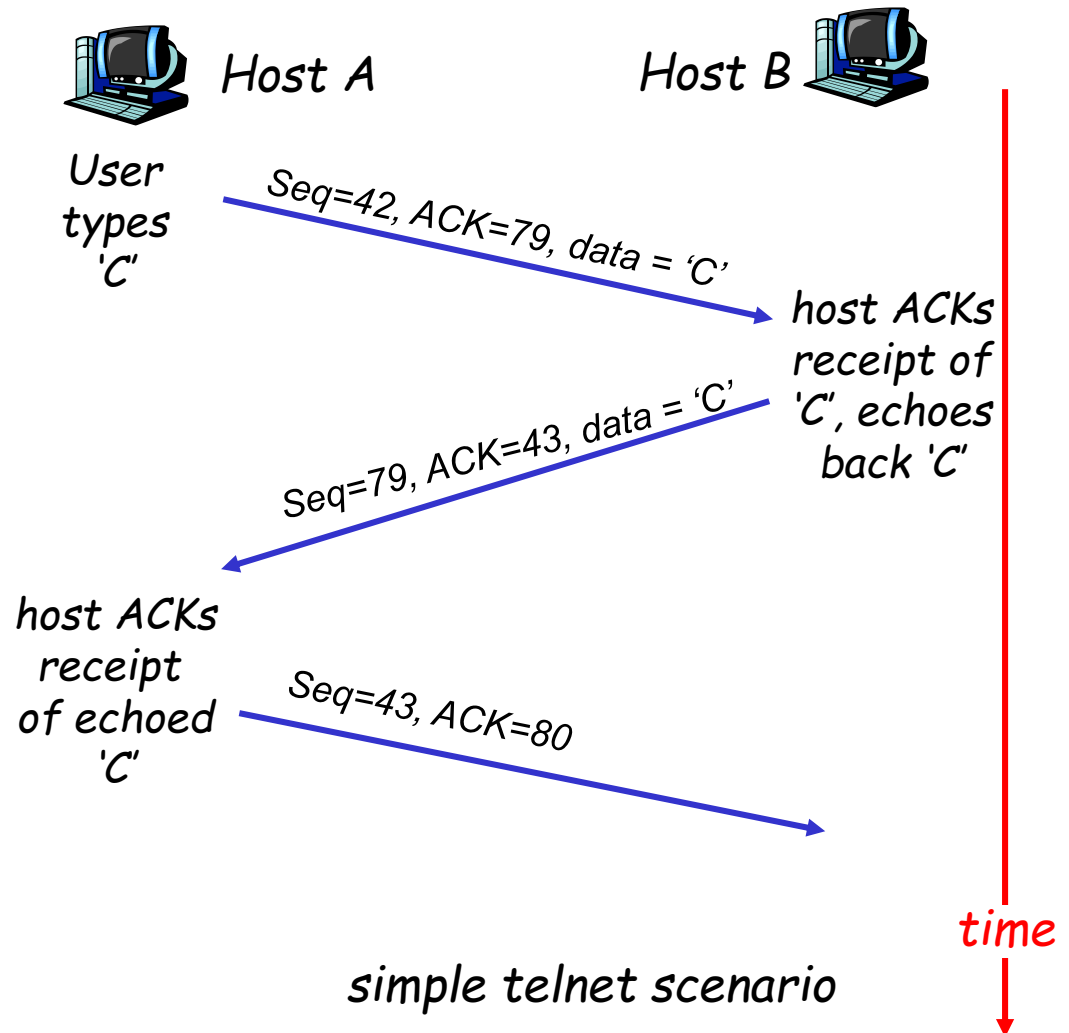 Host A
Host B
User
types
‘C’
Seq=42, ACK=79, data = ‘C’
host ACKs
receipt of
‘C’, echoes
back ‘C’
Seq=79, ACK=43, data = ‘C’
host ACKs
receipt
of echoed
‘C’
Seq=43, ACK=80
time
simple telnet scenario